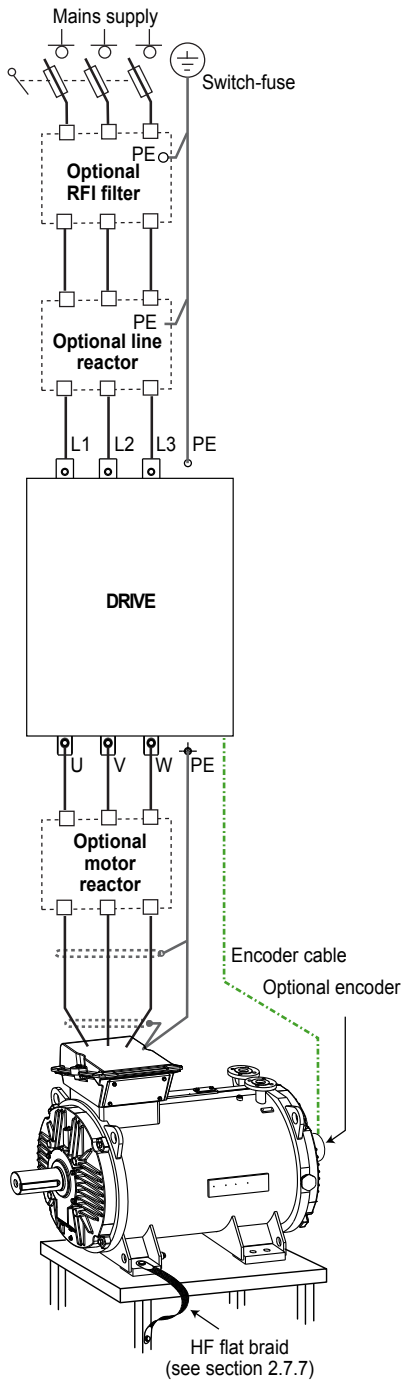 Mains supply
Switch-fuse
PE
Optional
RFI filter
PE
Optional line
reactor
L1 L2 L3 PE
DRIVE
U V W PE
Optional
motor
reactor
Encoder cable
Optional encoder
HF flat braid
(see section 2.7.7)